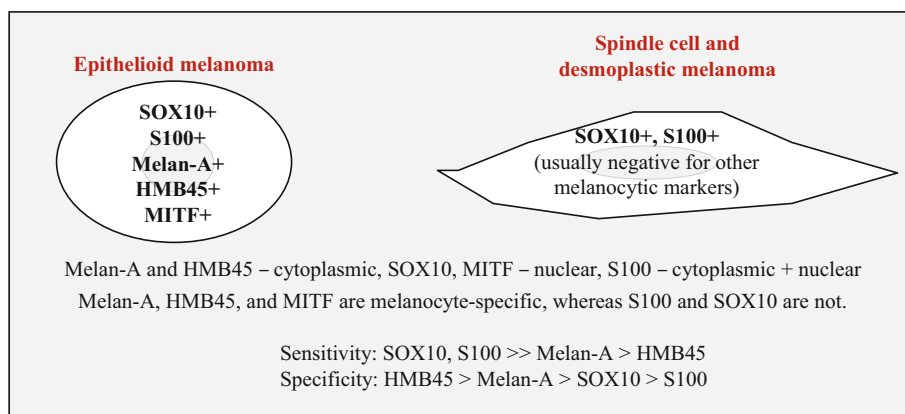 Epithelioid melanoma
SOX10+
S100+
Melan-A+
HMB45+
MITF+
Spindle cell and
desmoplastic melanoma
SOX10+, S100+
(usually negative for other
melanocytic markers)
Melan-A and HMB45 – cytoplasmic, SOX10, MITF – nuclear, S100 – cytoplasmic + nuclear
Melan-A, HMB45, and MITF are melanocyte-specific, whereas S100 and SOX10 are not.
Sensitivity: SOX10, S100 >> Melan-A > HMB45
Specificity: HMB45 > Melan-A > SOX10 > S100